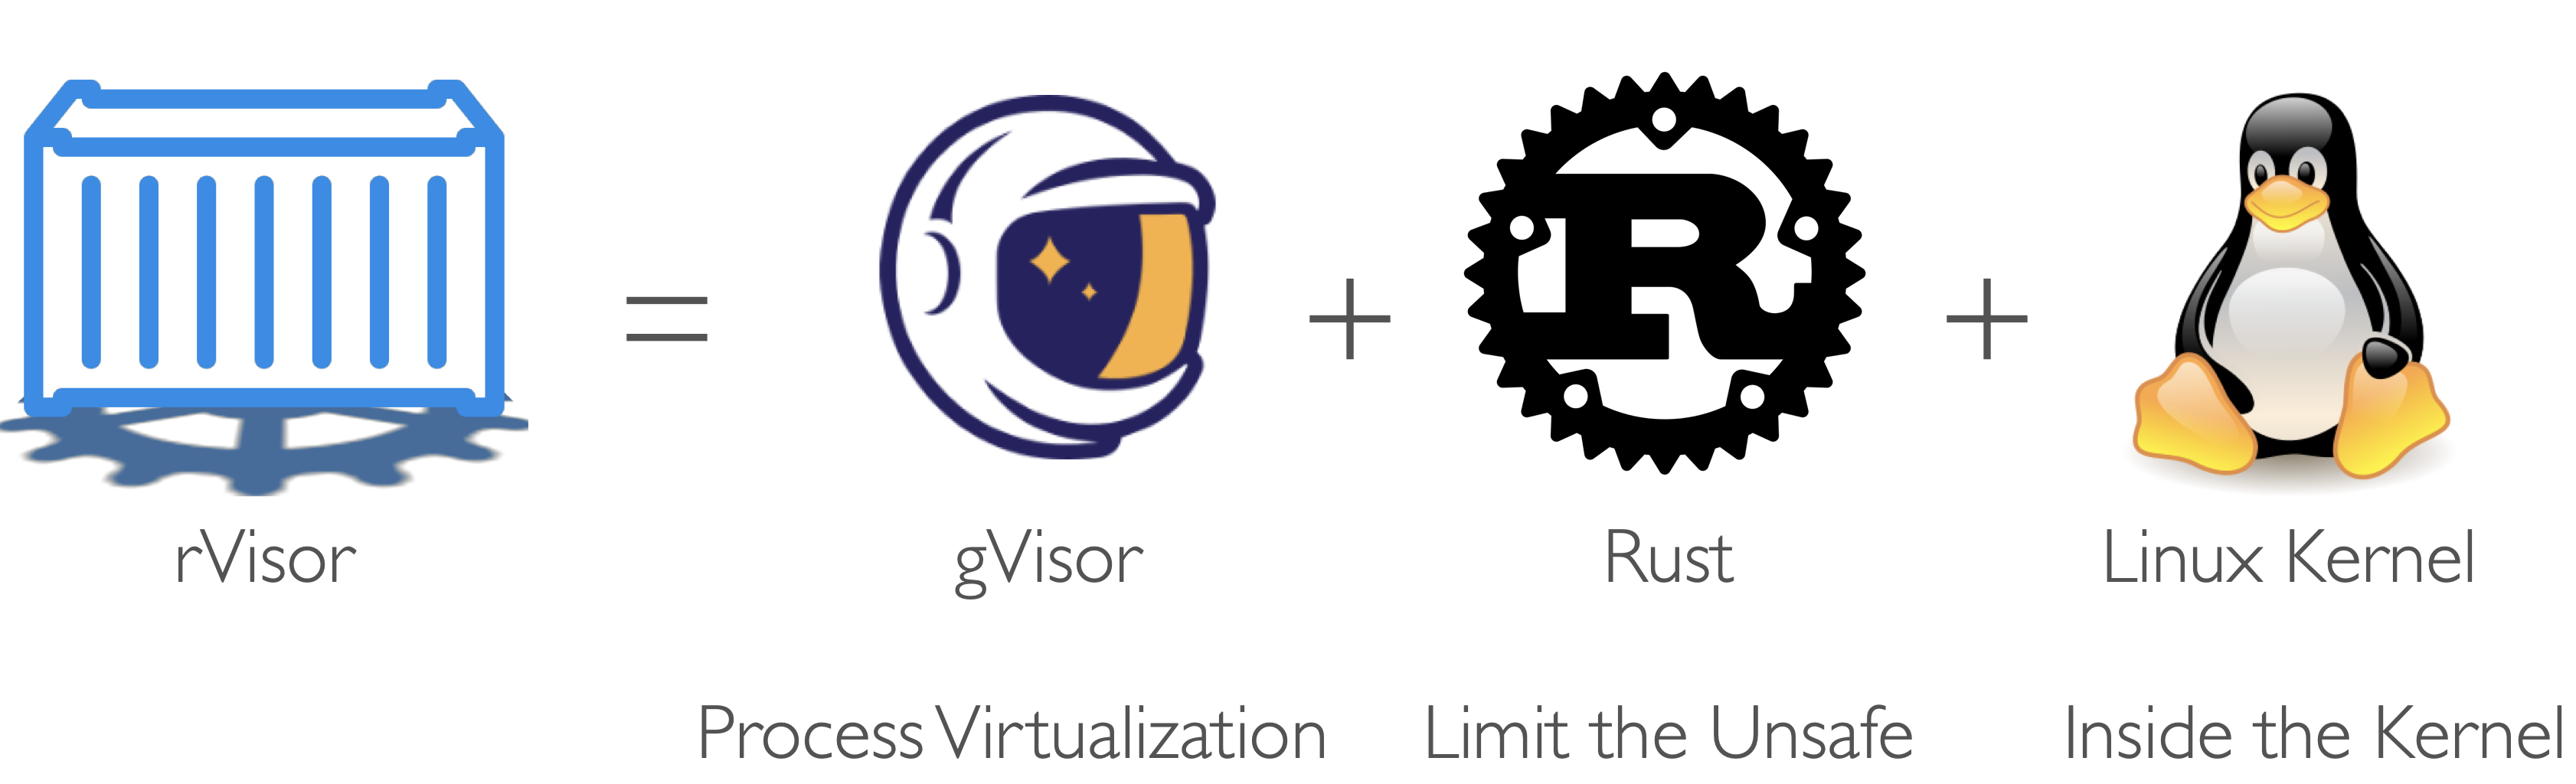 = + +
rVisor gVisor Rust Linux Kernel
Process Virtualization Limit the Unsafe Inside the Kernel